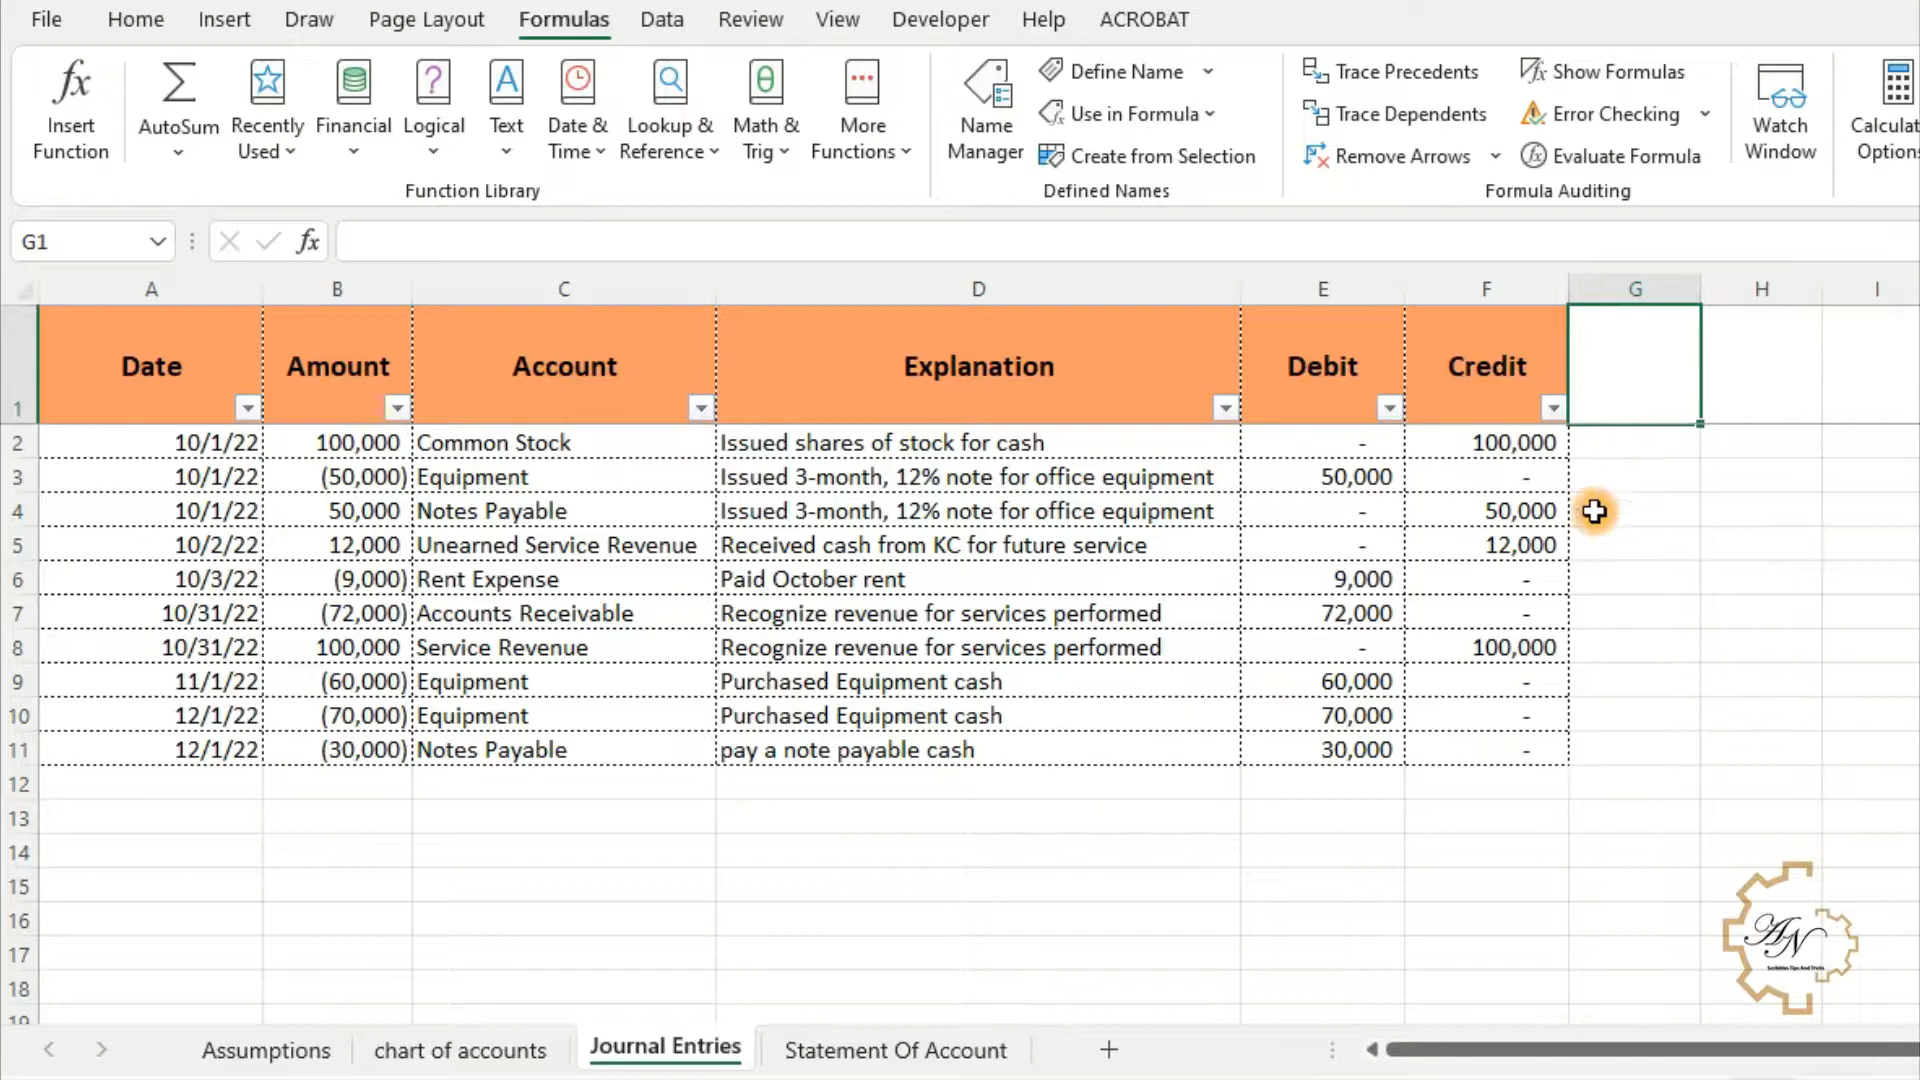 File Home Insert Draw Page Layout Formulas Data Review View Developer Help ACROBAT
Insert Function
AutoSum
Recently Used
Financial
Logical
Text
Date & Time
Lookup & Reference
Math & Trig
More Functions
Function Library
Name Manager
Define Name
Use in Formula
Create from Selection
Defined Names
Trace Precedents
Trace Dependents
Remove Arrows
Show Formulas
Error Checking
Evaluate Formula
Formula Auditing
Watch Window
Calculat
Options
G1 fx
A B C D E F G H I
1 Date Amount Account Explanation Debit Credit
2 10/1/22 100,000 Common Stock Issued shares of stock for cash - 100,000
3 10/1/22 (50,000) Equipment Issued 3-month, 12% note for office equipment 50,000 -
4 10/1/22 50,000 Notes Payable Issued 3-month, 12% note for office equipment - 50,000
5 10/2/22 12,000 Unearned Service Revenue Received cash from KC for future service - 12,000
6 10/3/22 (9,000) Rent Expense Paid October rent 9,000 -
7 10/31/22 (72,000) Accounts Receivable Recognize revenue for services performed 72,000 -
8 10/31/22 100,000 Service Revenue Recognize revenue for services performed - 100,000
9 11/1/22 (60,000) Equipment Purchased Equipment cash 60,000 -
10 12/1/22 (70,000) Equipment Purchased Equipment cash 70,000 -
11 12/1/22 (30,000) Notes Payable pay a note payable cash 30,000 -
12
13
14
15
16
17
18
19
AN
Scribbles Tips And Tricks
Assumptions chart of accounts Journal Entries Statement Of Account